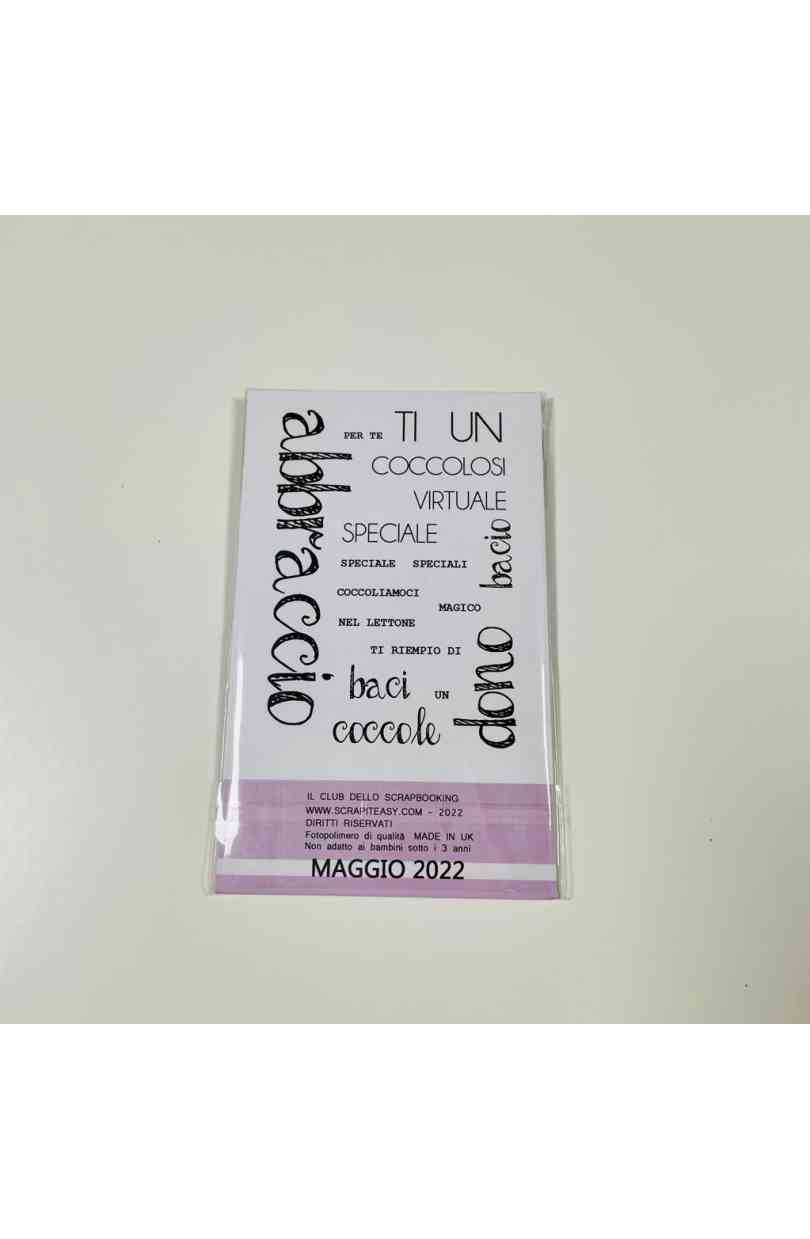 abbraccio
PER TE TI UN
COCCOLOSI
VIRTUALE
SPECIALE
bacio
SPECIALE SPECIALI
COCCOLIAMOCI
MAGICO
NEL LETTONE
dono
TI RIEMPIO DI
baci UN
coccole
IL CLUB DELLO SCRAPBOOKING
WWW.SCRAPITEASY.COM - 2022
DIRITTI RISERVATI
Fotopolimero di qualità MADE IN UK
Non adatto ai bambini sotto i 3 anni
MAGGIO 2022